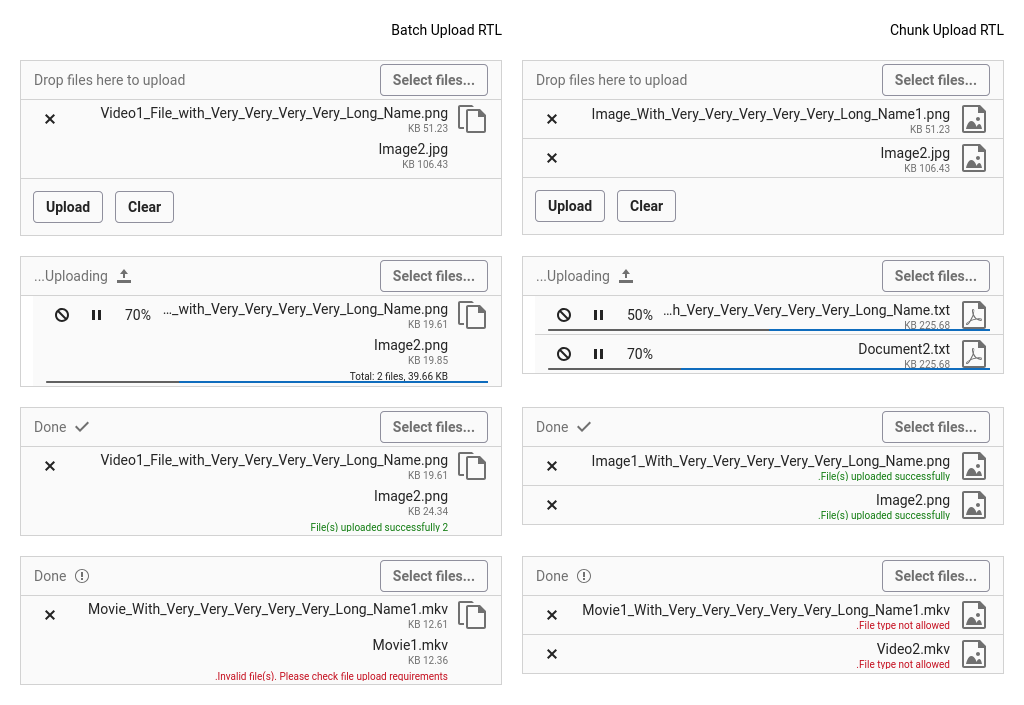 Batch Upload RTL
Drop files here to upload
Select files...
Video1_File_with_Very_Very_Very_Very_Long_Name.png
KB 51.23
Image2.jpg
KB 106.43
Upload
Clear
...Uploading
Select files...
70%
..._with_Very_Very_Very_Very_Long_Name.png
KB 19.61
Image2.png
KB 19.85
Total: 2 files, 39.66 KB
Done
Select files...
Video1_File_with_Very_Very_Very_Very_Long_Name.png
KB 19.61
Image2.png
KB 24.34
File(s) uploaded successfully 2
Done
Select files...
Movie_With_Very_Very_Very_Very_Very_Long_Name1.mkv
KB 12.61
Movie1.mkv
KB 12.36
.Invalid file(s). Please check file upload requirements
Chunk Upload RTL
Drop files here to upload
Select files...
Image_With_Very_Very_Very_Very_Very_Long_Name1.png
KB 51.23
Image2.jpg
KB 106.43
Upload
Clear
...Uploading
Select files...
50%
...h_Very_Very_Very_Very_Very_Long_Name.txt
KB 225.68
70%
Document2.txt
KB 225.68
Done
Select files...
Image1_With_Very_Very_Very_Very_Very_Long_Name.png
.File(s) uploaded successfully
Image2.png
.File(s) uploaded successfully
Done
Select files...
Movie1_With_Very_Very_Very_Very_Very_Long_Name1.mkv
.File type not allowed
Video2.mkv
.File type not allowed